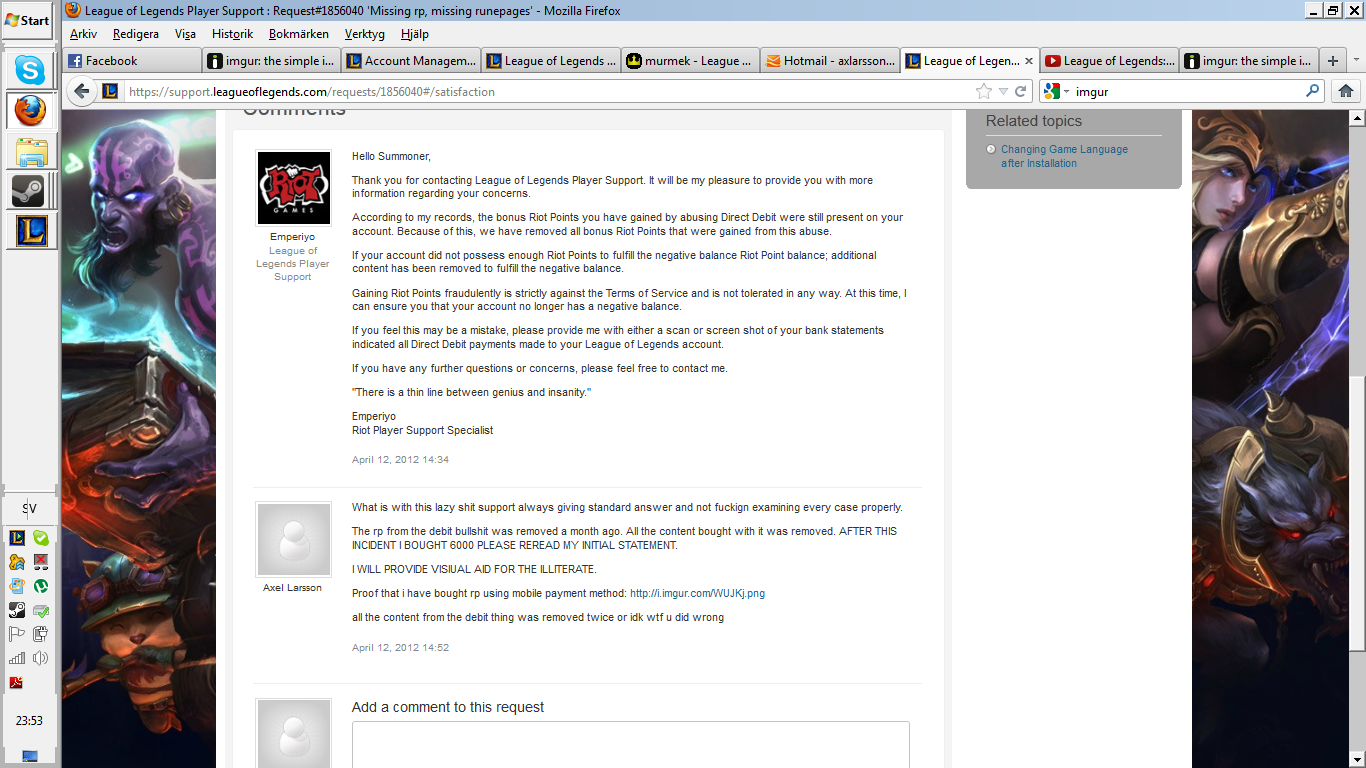 Start
League of Legends Player Support : Request#1856040 'Missing rp, missing runepages' - Mozilla Firefox
Arkiv Redigera Visa Historik Bokmärken Verktyg Hjälp
Facebook
imgur: the simple i...
Account Managem...
League of Legends ...
murmek - League ...
Hotmail - axlarsson...
League of Legen...
League of Legends:...
imgur: the simple i...
https://support.leagueoflegends.com/requests/1856040#/satisfaction
imgur
Comments
Related topics
Changing Game Language
after Installation
RIOT
GAMES
Emperiyo
League of
Legends Player
Support
Hello Summoner,
Thank you for contacting League of Legends Player Support. It will be my pleasure to provide you with more
information regarding your concerns.
According to my records, the bonus Riot Points you have gained by abusing Direct Debit were still present on your
account. Because of this, we have removed all bonus Riot Points that were gained from this abuse.
If your account did not possess enough Riot Points to fulfill the negative balance Riot Point balance; additional
content has been removed to fulfill the negative balance.
Gaining Riot Points fraudulently is strictly against the Terms of Service and is not tolerated in any way. At this time, I
can ensure you that your account no longer has a negative balance.
If you feel this may be a mistake, please provide me with either a scan or screen shot of your bank statements
indicated all Direct Debit payments made to your League of Legends account.
If you have any further questions or concerns, please feel free to contact me.
"There is a thin line between genius and insanity."
Emperiyo
Riot Player Support Specialist
April 12, 2012 14:34
Axel Larsson
What is with this lazy shit support always giving standard answer and not fuckign examining every case properly.
The rp from the debit bullshit was removed a month ago. All the content bought with it was removed. AFTER THIS
INCIDENT I BOUGHT 6000 PLEASE REREAD MY INITIAL STATEMENT.
I WILL PROVIDE VISIUAL AID FOR THE ILLITERATE.
Proof that i have bought rp using mobile payment method: http://i.imgur.com/WUJKj.png
all the content from the debit thing was removed twice or idk wtf u did wrong
April 12, 2012 14:52
Add a comment to this request
SV
23:53